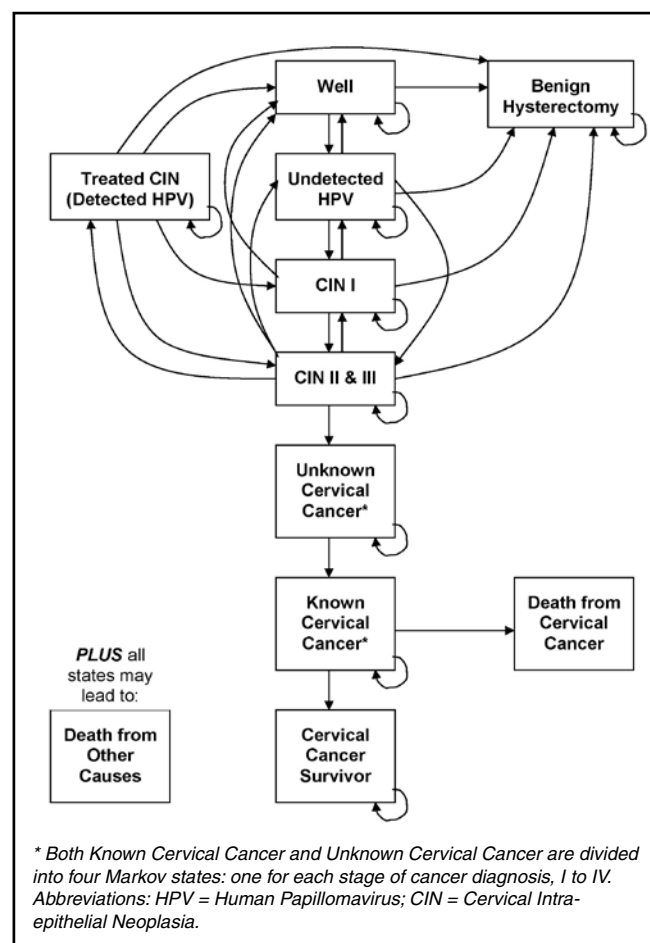 Well
Benign
Hysterectomy
Treated CIN
(Detected HPV)
Undetected
HPV
CIN I
CIN II & III
Unknown
Cervical
Cancer*
Known
Cervical
Cancer*
Death from
Cervical
Cancer
PLUS all
states may
lead to:
Death from
Other
Causes
Cervical
Cancer
Survivor
* Both Known Cervical Cancer and Unknown Cervical Cancer are divided
into four Markov states: one for each stage of cancer diagnosis, I to IV.
Abbreviations: HPV = Human Papillomavirus; CIN = Cervical Intra-
epithelial Neoplasia.